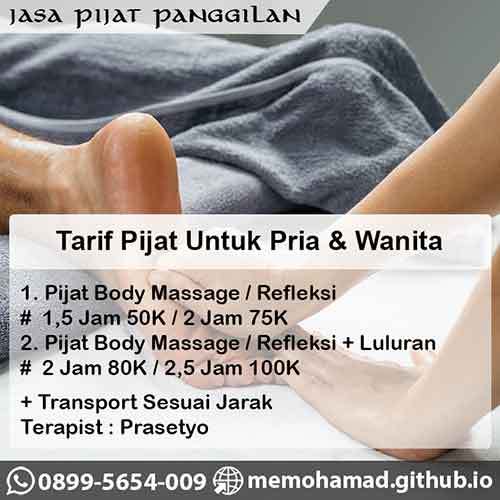 JASA PIJAT PANGGILAN
Tarif Pijat Untuk Pria & Wanita
1. Pijat Body Massage / Refleksi
# 1,5 Jam 50K / 2 Jam 75K
2. Pijat Body Massage / Refleksi + Luluran
# 2 Jam 80K / 2,5 Jam 100K
+ Transport Sesuai Jarak
Terapist : Prasetyo
0899-5654-009 memohamad.github.io